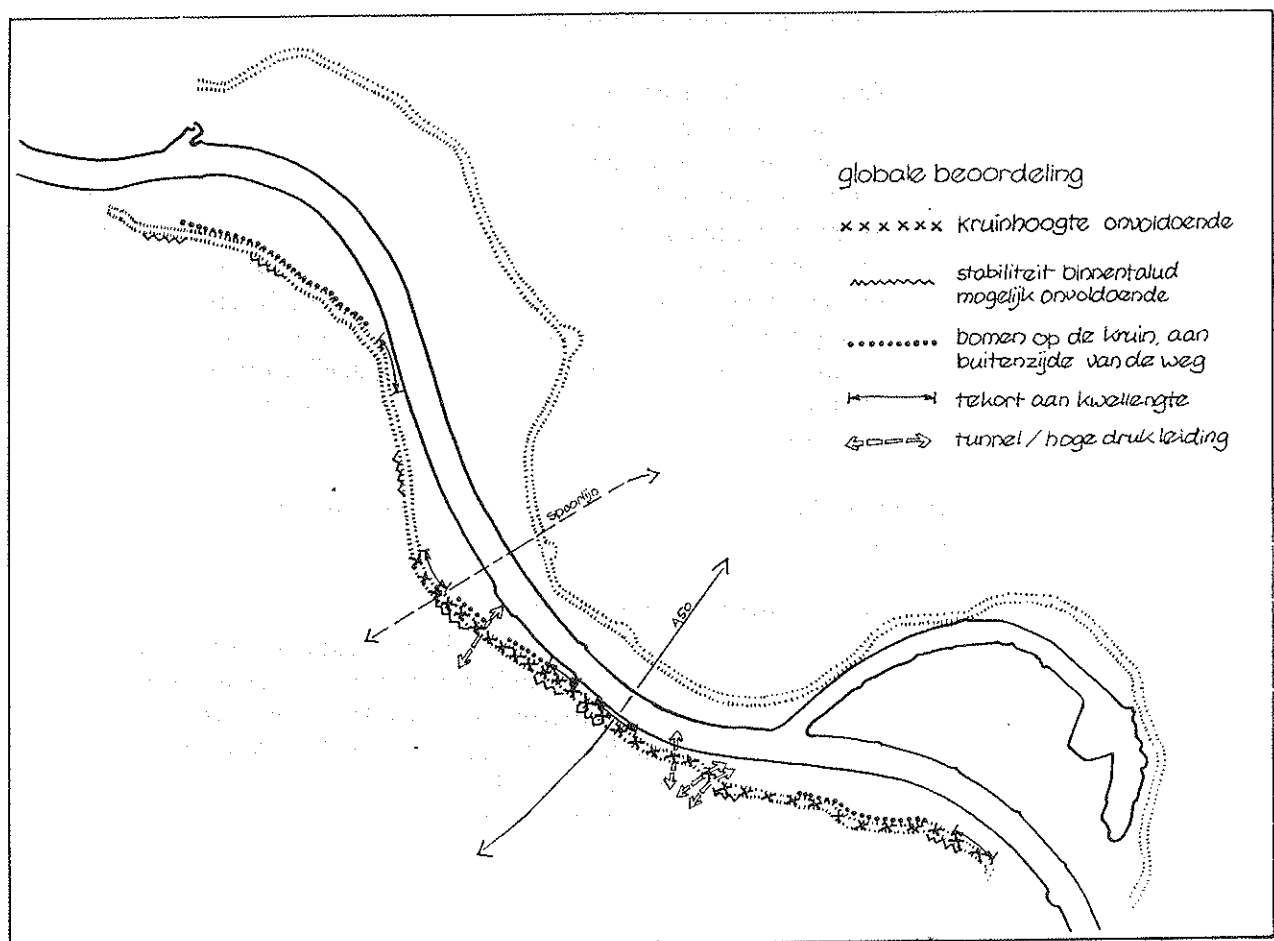 globale beoordeling
kruinhoogte onvoldoende
stabiliteit binnentalud
mogelijk onvoldoende
bomen op de kruin, aan
buitenzijde van de weg
tekort aan kwellengte
tunnel / hoge druk leiding
Spoorlijn
A50